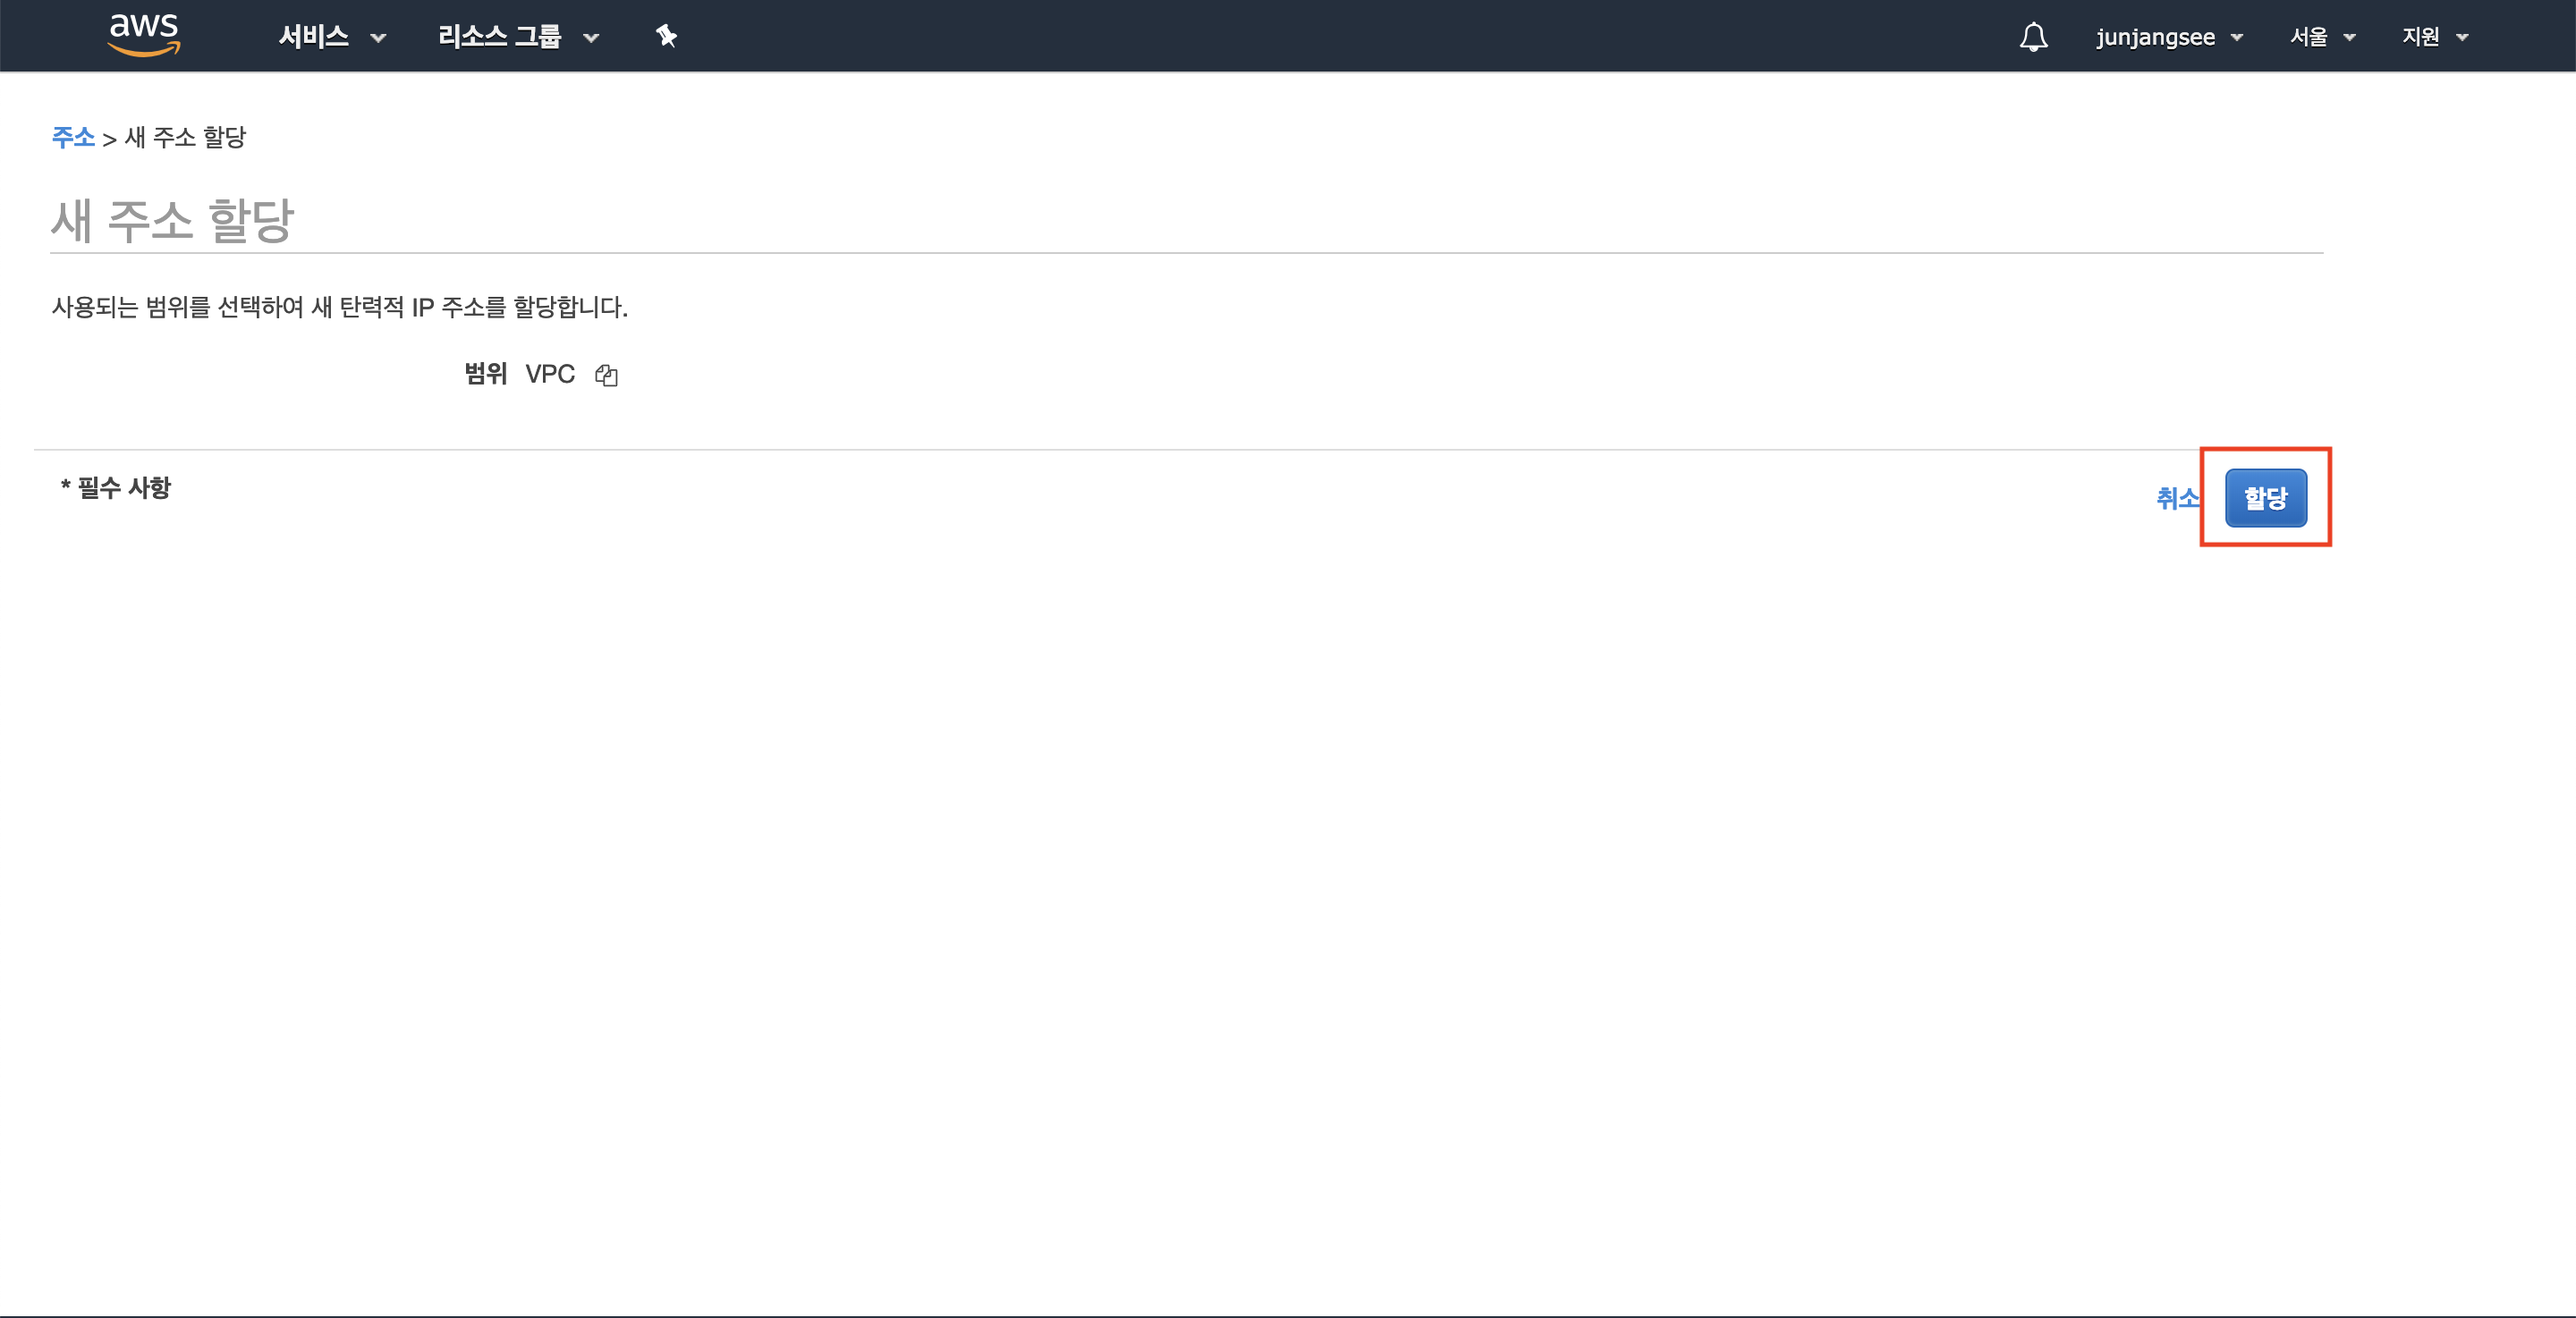 aws 서비스 리소스 그룹 junjangsee 서울 지원
주소 > 새 주소 할당
새 주소 할당
사용되는 범위를 선택하여 새 탄력적 IP 주소를 할당합니다.
범위 VPC
* 필수 사항 취소 할당